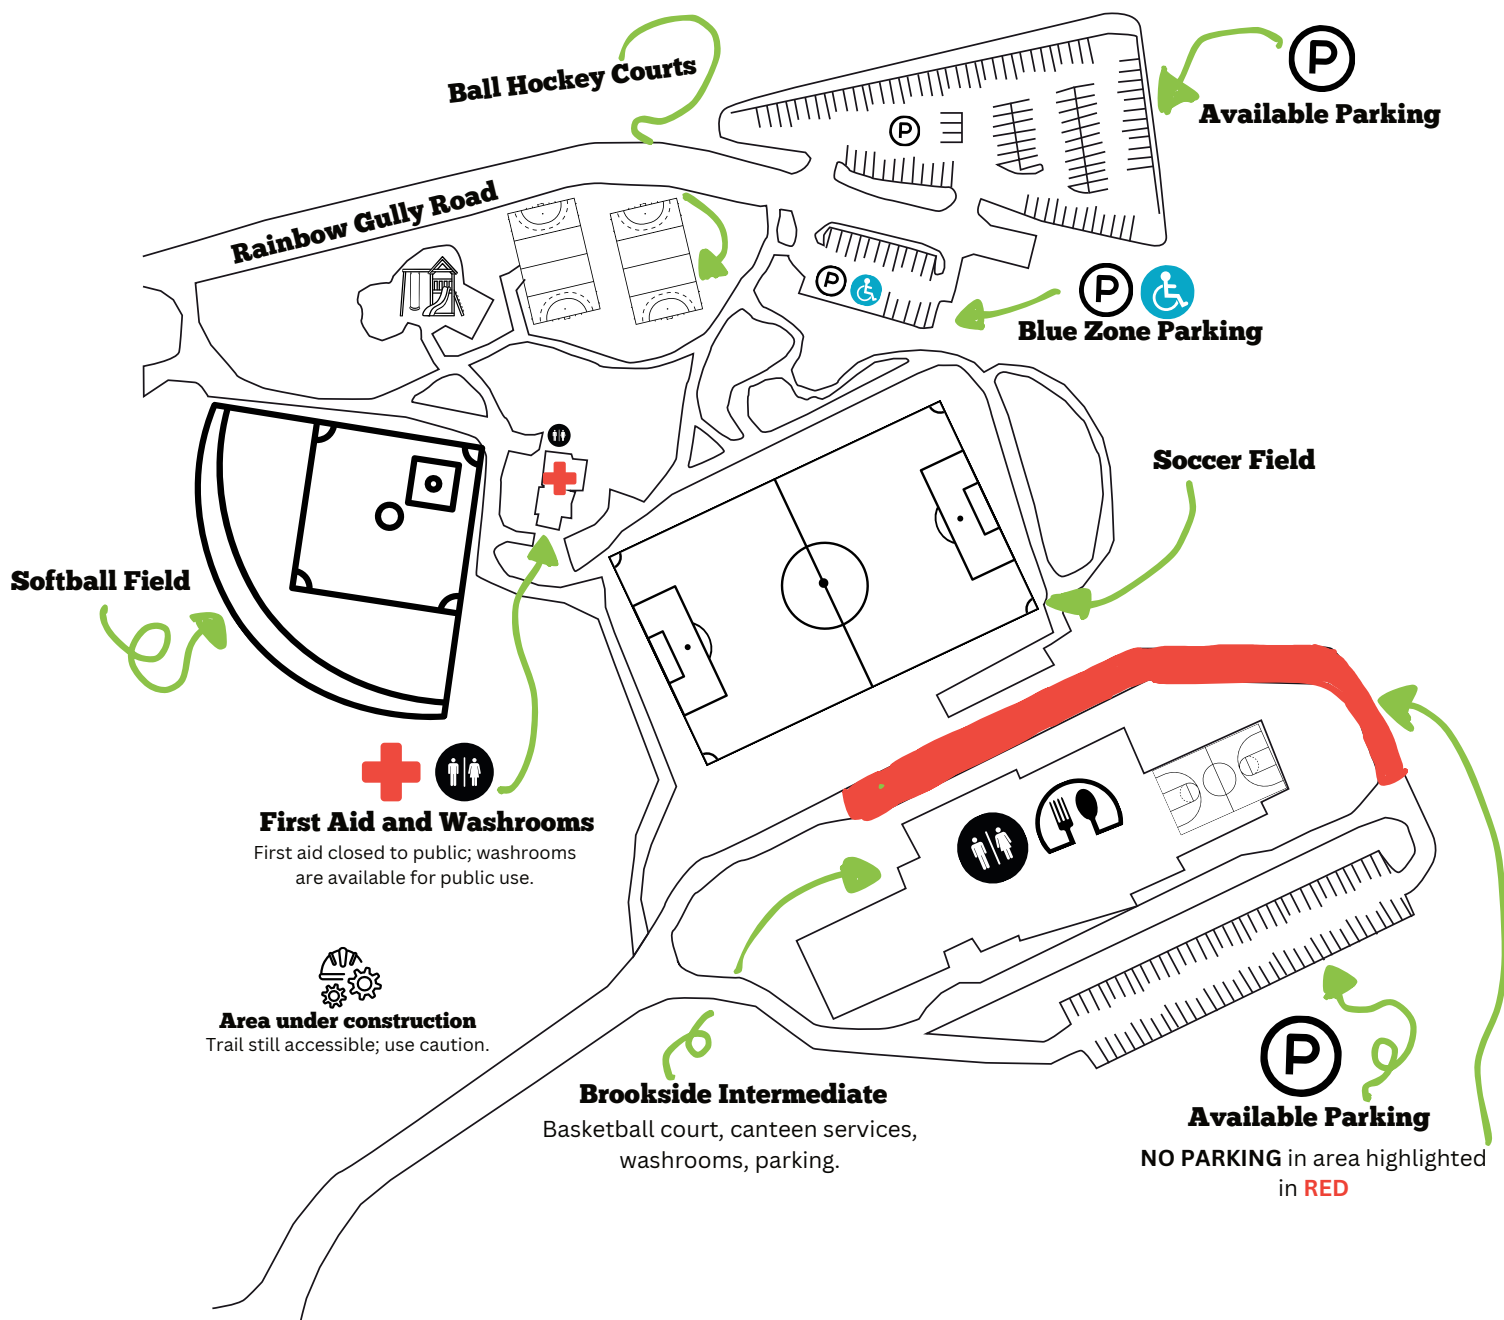 Ball Hockey Courts
P
Available Parking
P
Rainbow Gully Road
P
P
Blue Zone Parking
Soccer Field
Softball Field
First Aid and Washrooms
First aid closed to public; washrooms
are available for public use.
Area under construction
Trail still accessible; use caution.
Brookside Intermediate
Basketball court, canteen services,
washrooms, parking.
P
Available Parking
NO PARKING in area highlighted
in RED